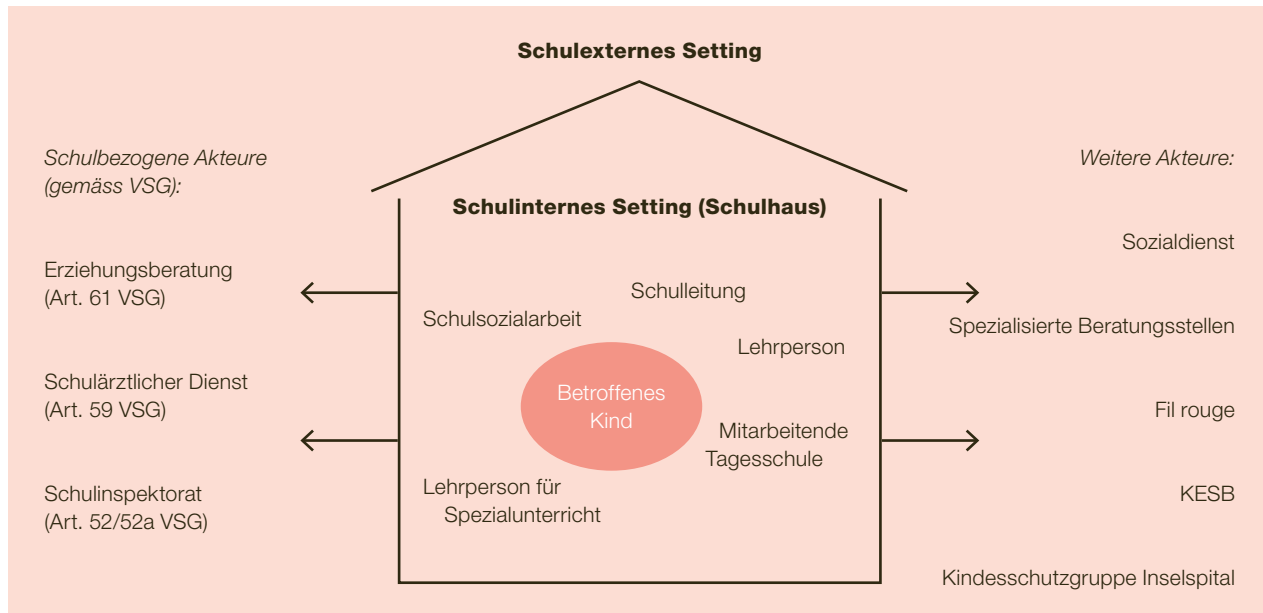 Schulexternes Setting
Schulbezogene Akteure
(gemäss VSG):
Erziehungsberatung
(Art. 61 VSG)
Schulärztlicher Dienst
(Art. 59 VSG)
Schulinspektorat
(Art. 52/52a VSG)
Schulinternes Setting (Schulhaus)
Schulleitung
Schulsozialarbeit
Lehrperson
Betroffenes
Kind
Mitarbeitende
Tagesschule
Lehrperson für
Spezialunterricht
Weitere Akteure:
Sozialdienst
Spezialisierte Beratungsstellen
Fil rouge
KESB
Kindesschutzgruppe Inselspital